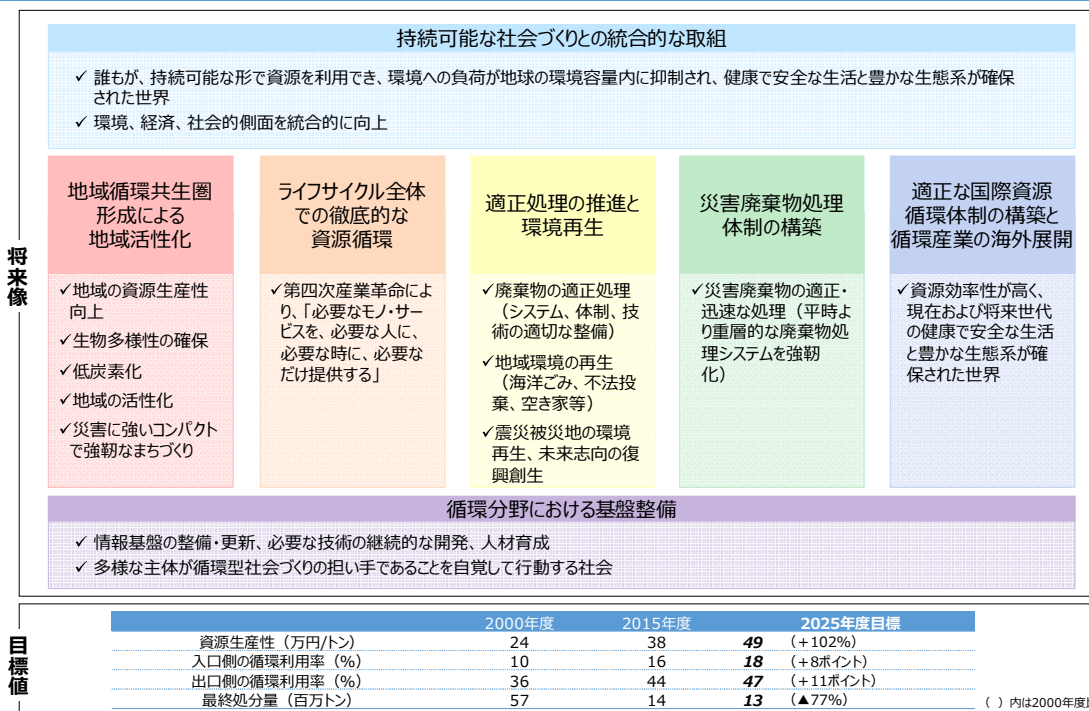 持続可能な社会づくりとの統合的な取組
✓ 誰もが、持続可能な形で資源を利用でき、環境への負荷が地球の環境容量内に抑制され、健康で安全な生活と豊かな生態系が確保
された世界
✓ 環境、経済、社会的側面を統合的に向上
将来像
地域循環共生圏
形成による
地域活性化
✓地域の資源生産性
向上
✓生物多様性の確保
✓低炭素化
✓地域の活性化
✓災害に強いコンパクト
で強靭なまちづくり
ライフサイクル全体
での徹底的な
資源循環
✓第四次産業革命によ
り、「必要なモノ・サー
ビスを、必要な人に、
必要な時に、必要な
だけ提供する」
適正処理の推進と
環境再生
✓廃棄物の適正処理
（システム、体制、技
術の適切な整備）
✓地域環境の再生
（海洋ごみ、不法投
棄、空き家等）
✓震災被災地の環境
再生、未来志向の復
興創生
災害廃棄物処理
体制の構築
✓災害廃棄物の適正・
迅速な処理（平時よ
り重層的な廃棄物処
理システムを強靭
化）
適正な国際資源
循環体制の構築と
循環産業の海外展開
✓資源効率性が高く、
現在および将来世代
の健康で安全な生活
と豊かな生態系が確
保された世界
循環分野における基盤整備
✓ 情報基盤の整備・更新、必要な技術の継続的な開発、人材育成
✓ 多様な主体が循環型社会づくりの担い手であることを自覚して行動する社会
目標値
2000年度 2015年度 2025年度目標
資源生産性（万円/トン） 24 38 49 （+102%）
入口側の循環利用率（%） 10 16 18 （+8ポイント）
出口側の循環利用率（%） 36 44 47 （+11ポイント）
最終処分量（百万トン） 57 14 13 （▲77%）
（ ）内は2000年度